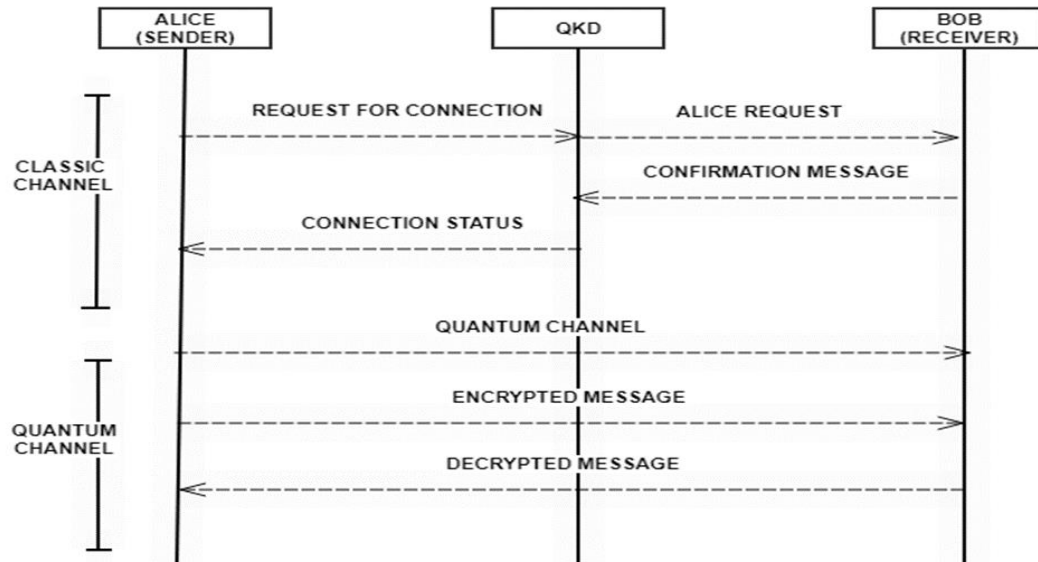 ALICE
(SENDER)
QKD
BOB
(RECEIVER)
REQUEST FOR CONNECTION
ALICE REQUEST
CLASSIC
CHANNEL
CONFIRMATION MESSAGE
CONNECTION STATUS
QUANTUM CHANNEL
ENCRYPTED MESSAGE
QUANTUM
CHANNEL
DECRYPTED MESSAGE